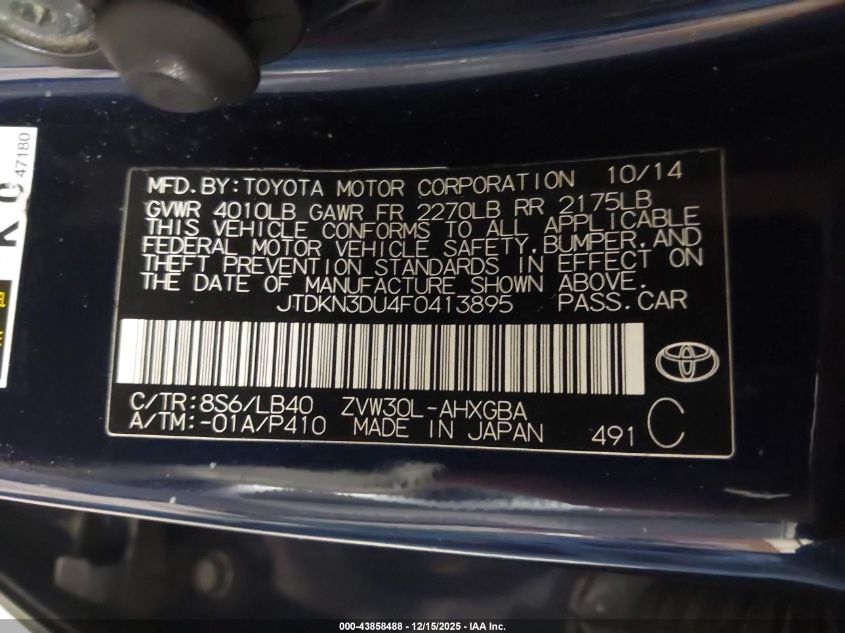 47180
MFD.BY:TOYOTA MOTOR CORPORATION 10/14
GVWR 4010LB GAWR FR 2270LB RR 2175LB
THIS VEHICLE CONFORMS TO ALL APPLICABLE
FEDERAL MOTOR VEHICLE SAFETY,BUMPER,AND
THEFT PREVENTION STANDARDS IN EFFECT ON
THE DATE OF MANUFACTURE SHOWN ABOVE.
JTDKN3DU4F0413895 PASS.CAR
C/TR:8S6/LB40 ZVW30L-AHXGBA
A/TM:-01A/P410 MADE IN JAPAN 491 C
000-43858488 - 12/15/2025 - IAA Inc.